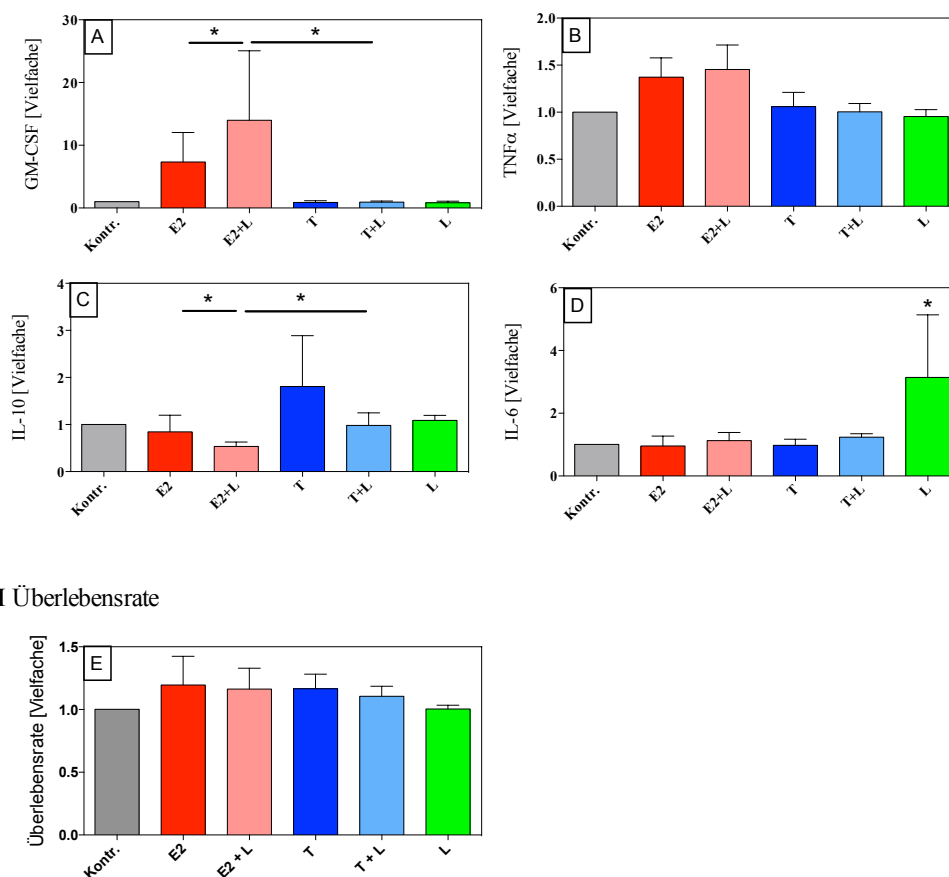 A
GM-CSF [Vielfache]
30
20
10
0
* *
Kontr. E2 E2+L T T+L L
B
TNFα [Vielfache]
2.0
1.5
1.0
0.5
0.0
Kontr. E2 E2+L T T+L L
C
IL-10 [Vielfache]
4
3
2
1
0
* *
Kontr. E2 E2+L T T+L L
D
IL-6 [Vielfache]
6
4
2
0
*
Kontr. E2 E2+L T T+L L
I Überlebensrate
E
Überlebensrate [Vielfache]
1.5
1.0
0.5
0.0
Kontr. E2 E2 + L T T + L L